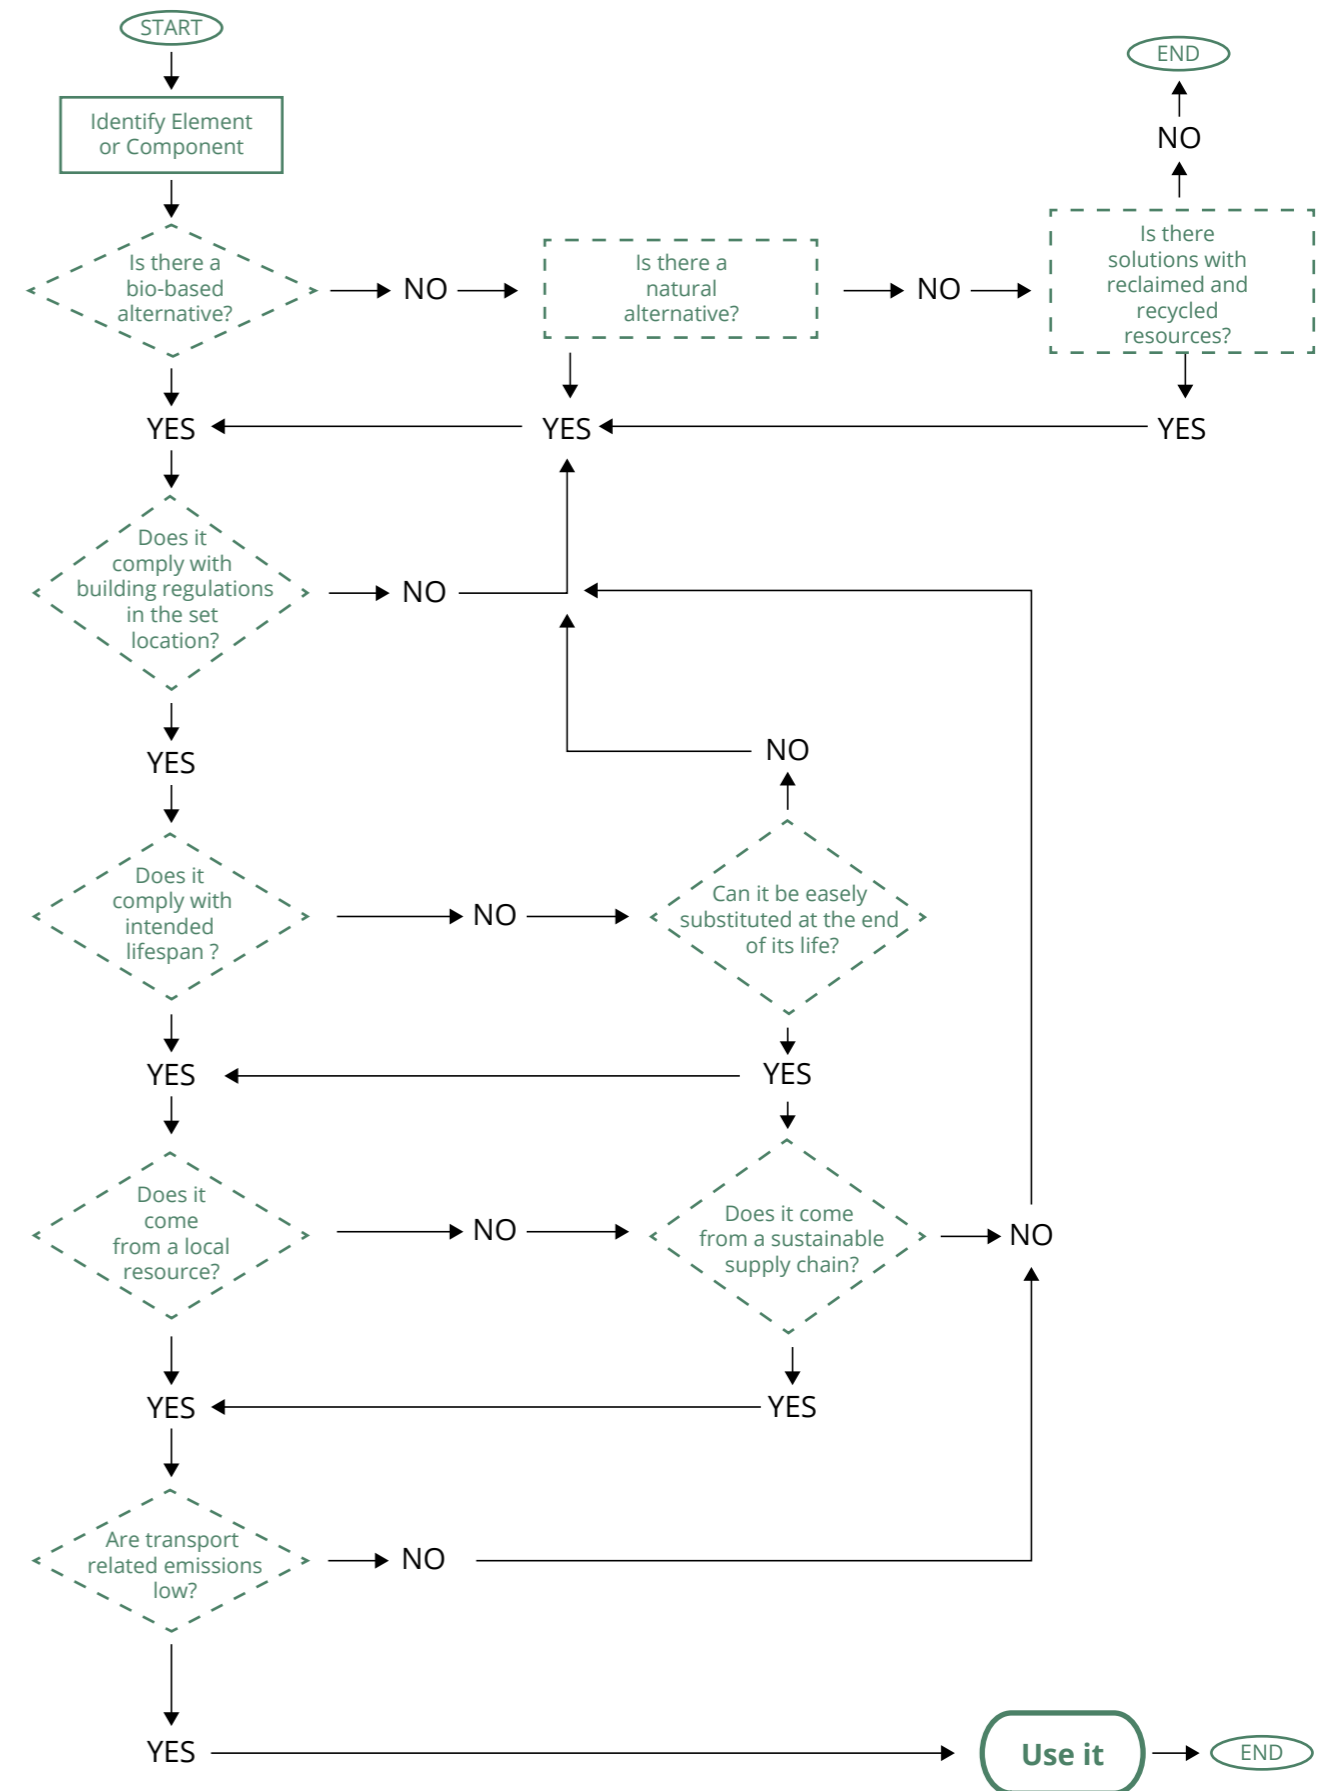 START
END
Identify Element
or Component
NO
Is there a
bio-based
alternative?
NO
Is there a
natural
alternative?
NO
Is there
solutions with
reclaimed and
recycled
resources?
YES
YES
YES
Does it
comply with
building regulations
in the set
location?
NO
YES
NO
Does it
comply with
intended
lifespan ?
NO
Can it be easely
substituted at the end
of its life?
YES
YES
Does it
come
from a local
resource?
NO
Does it come
from a sustainable
supply chain?
NO
YES
YES
Are transport
related emissions
low?
NO
YES
Use it
END